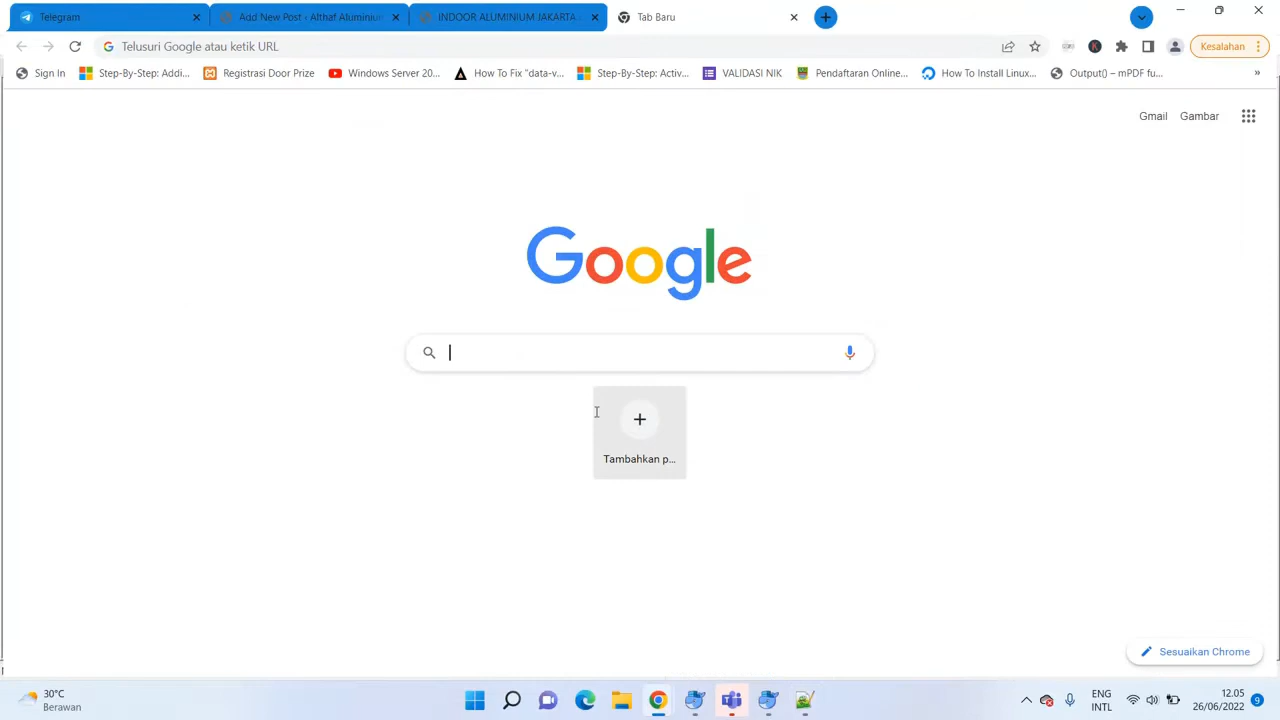 Telegram
Add New Post ‹ Althaf Aluminium
INDOOR ALUMINIUM JAKARTA
Tab Baru
Telusuri Google atau ketik URL
Kesalahan
Sign In
Step-By-Step: Addi...
Registrasi Door Prize
Windows Server 20...
How To Fix "data-v...
Step-By-Step: Activ...
VALIDASI NIK
Pendaftaran Online...
How To Install Linux...
Output() – mPDF fu...
»
Gmail
Gambar
Google
Tambahkan p...
Sesuaikan Chrome
30°C
Berawan
ENG
INTL
12.05
26/06/2022
9